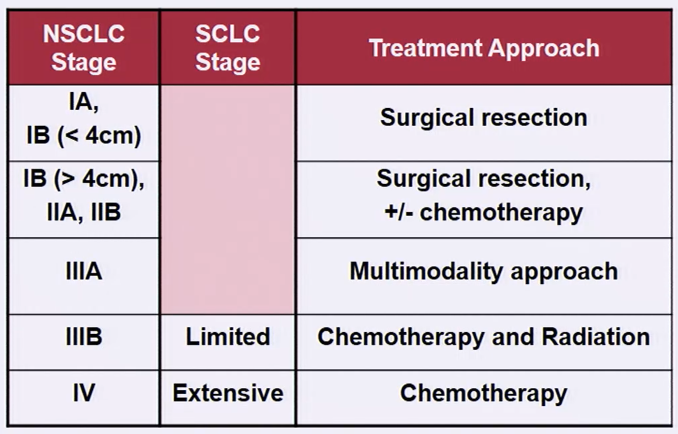 NSCLC
Stage
SCLC
Stage
Treatment Approach
IA,
IB (< 4cm)
Surgical resection
IB (> 4cm),
IIA, IIB
Surgical resection,
+/- chemotherapy
IIIA
Multimodality approach
IIIB
Limited
Chemotherapy and Radiation
IV
Extensive
Chemotherapy